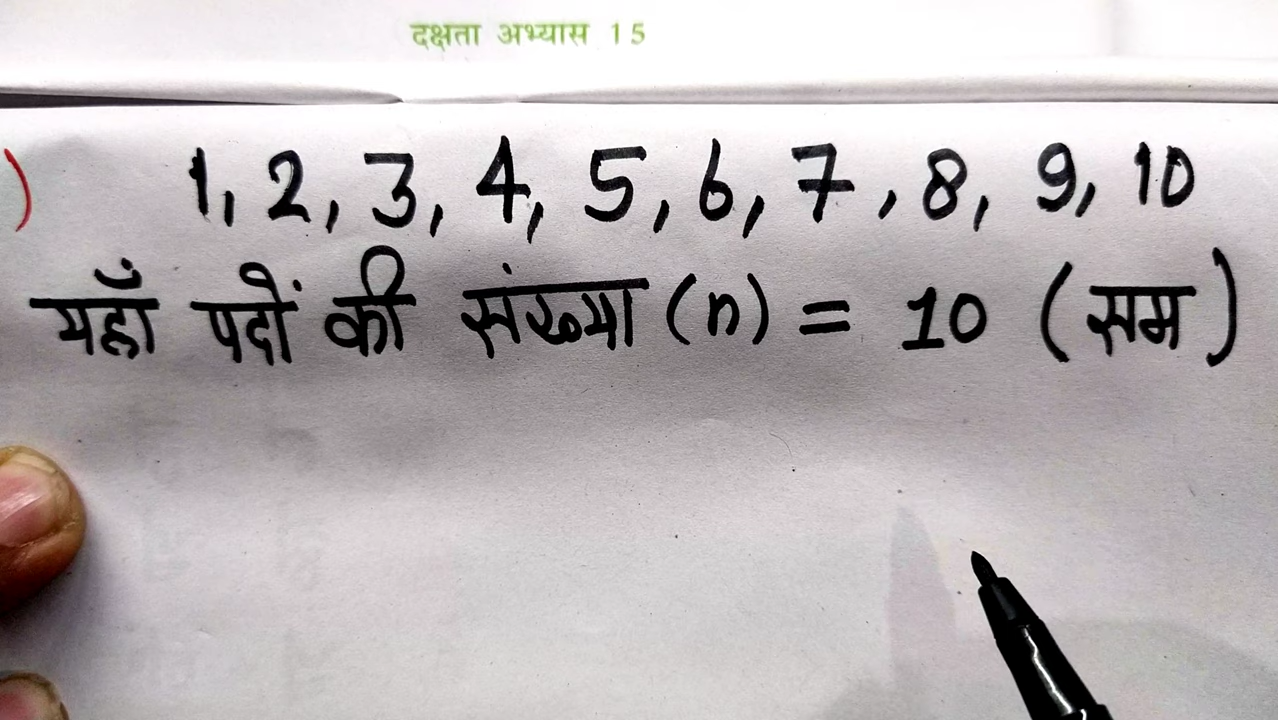 दक्षता अभ्यास 15
) 1, 2, 3, 4, 5, 6, 7, 8, 9, 10
यहाँ पदों की संख्या (n) = 10 (सम)